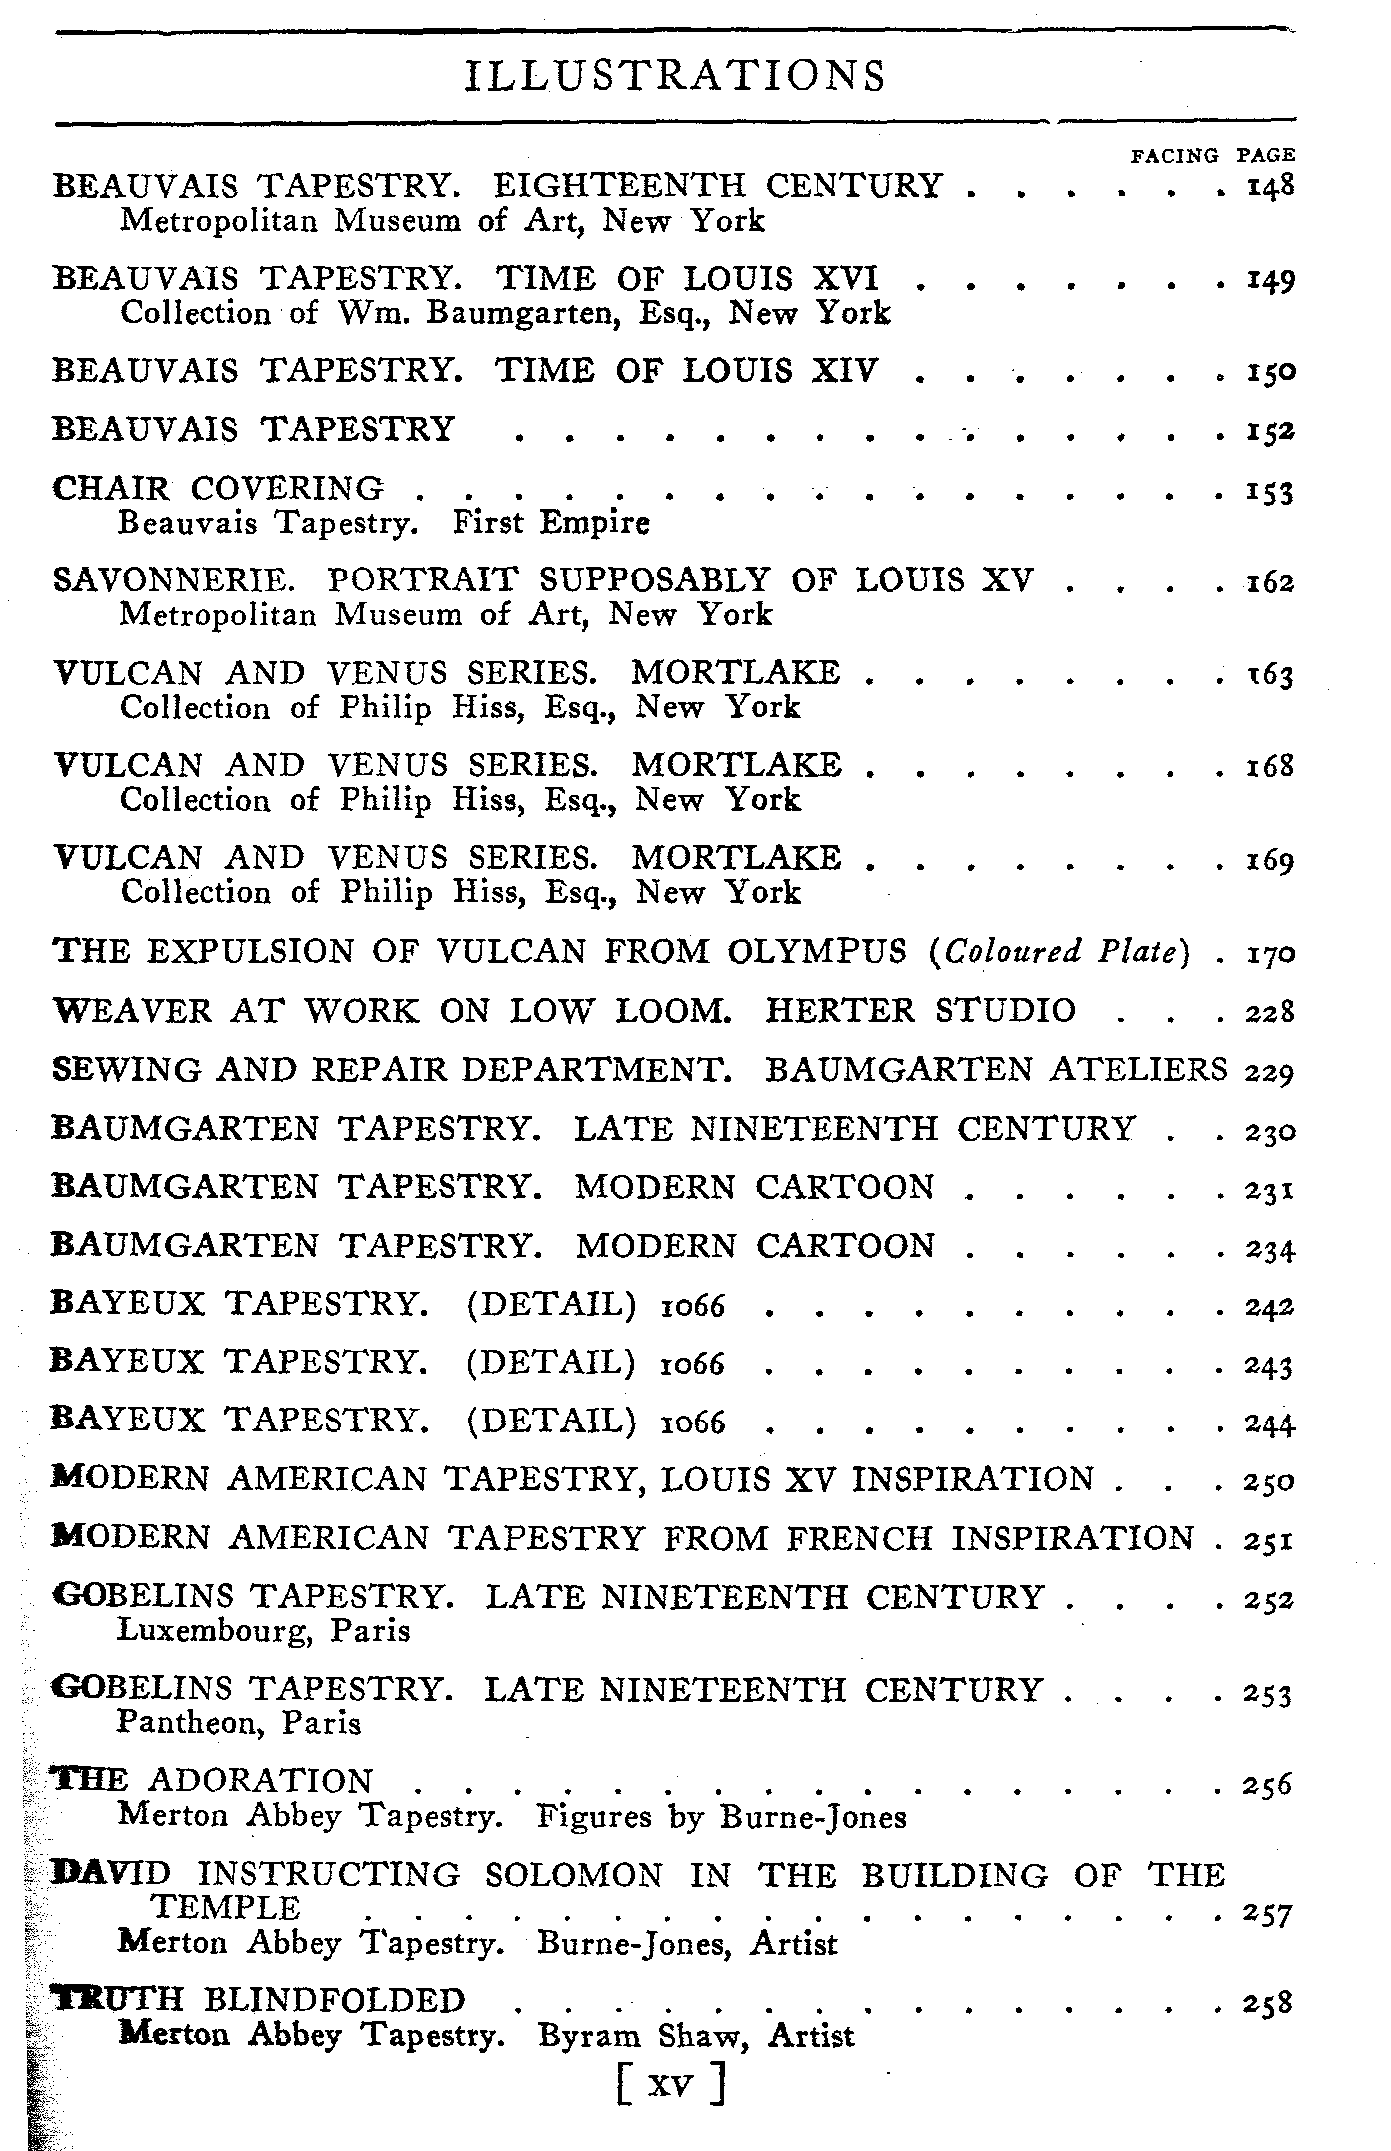 ILLUSTRATIONS
FACING PAGE
BEAUVAIS TAPESTRY. EIGHTEENTH CENTURY . . . . . . 148
Metropolitan Museum of Art, New York
BEAUVAIS TAPESTRY. TIME OF LOUIS XVI . . . . . . . 149
Collection of Wm. Baumgarten, Esq., New York
BEAUVAIS TAPESTRY. TIME OF LOUIS XIV . . . . . . . 150
BEAUVAIS TAPESTRY . . . . . . . . . . . . . . . 152
CHAIR COVERING . . . . . . . . . . . . . . . . . 153
Beauvais Tapestry. First Empire
SAVONNERIE. PORTRAIT SUPPOSABLY OF LOUIS XV . . . . 162
Metropolitan Museum of Art, New York
VULCAN AND VENUS SERIES. MORTLAKE . . . . . . . . 163
Collection of Philip Hiss, Esq., New York
VULCAN AND VENUS SERIES. MORTLAKE . . . . . . . . 168
Collection of Philip Hiss, Esq., New York
VULCAN AND VENUS SERIES. MORTLAKE . . . . . . . . 169
Collection of Philip Hiss, Esq., New York
THE EXPULSION OF VULCAN FROM OLYMPUS (Coloured Plate) . 170
WEAVER AT WORK ON LOW LOOM. HERTER STUDIO . . . 228
SEWING AND REPAIR DEPARTMENT. BAUMGARTEN ATELIERS 229
BAUMGARTEN TAPESTRY. LATE NINETEENTH CENTURY . . 230
BAUMGARTEN TAPESTRY. MODERN CARTOON . . . . . . 231
BAUMGARTEN TAPESTRY. MODERN CARTOON . . . . . . 234
BAYEUX TAPESTRY. (DETAIL) 1066 . . . . . . . . . . 242
BAYEUX TAPESTRY. (DETAIL) 1066 . . . . . . . . . . 243
BAYEUX TAPESTRY. (DETAIL) 1066 . . . . . . . . . . 244
MODERN AMERICAN TAPESTRY, LOUIS XV INSPIRATION . . . 250
MODERN AMERICAN TAPESTRY FROM FRENCH INSPIRATION . 251
GOBELINS TAPESTRY. LATE NINETEENTH CENTURY . . . . 252
Luxembourg, Paris
GOBELINS TAPESTRY. LATE NINETEENTH CENTURY . . . . 253
Pantheon, Paris
THE ADORATION . . . . . . . . . . . . . . . . . 256
Merton Abbey Tapestry. Figures by Burne-Jones
DAVID INSTRUCTING SOLOMON IN THE BUILDING OF THE
TEMPLE . . . . . . . . . . . . . . . . . . 257
Merton Abbey Tapestry. Burne-Jones, Artist
TRUTH BLINDFOLDED . . . . . . . . . . . . . . . 258
Merton Abbey Tapestry. Byram Shaw, Artist
[ xv ]